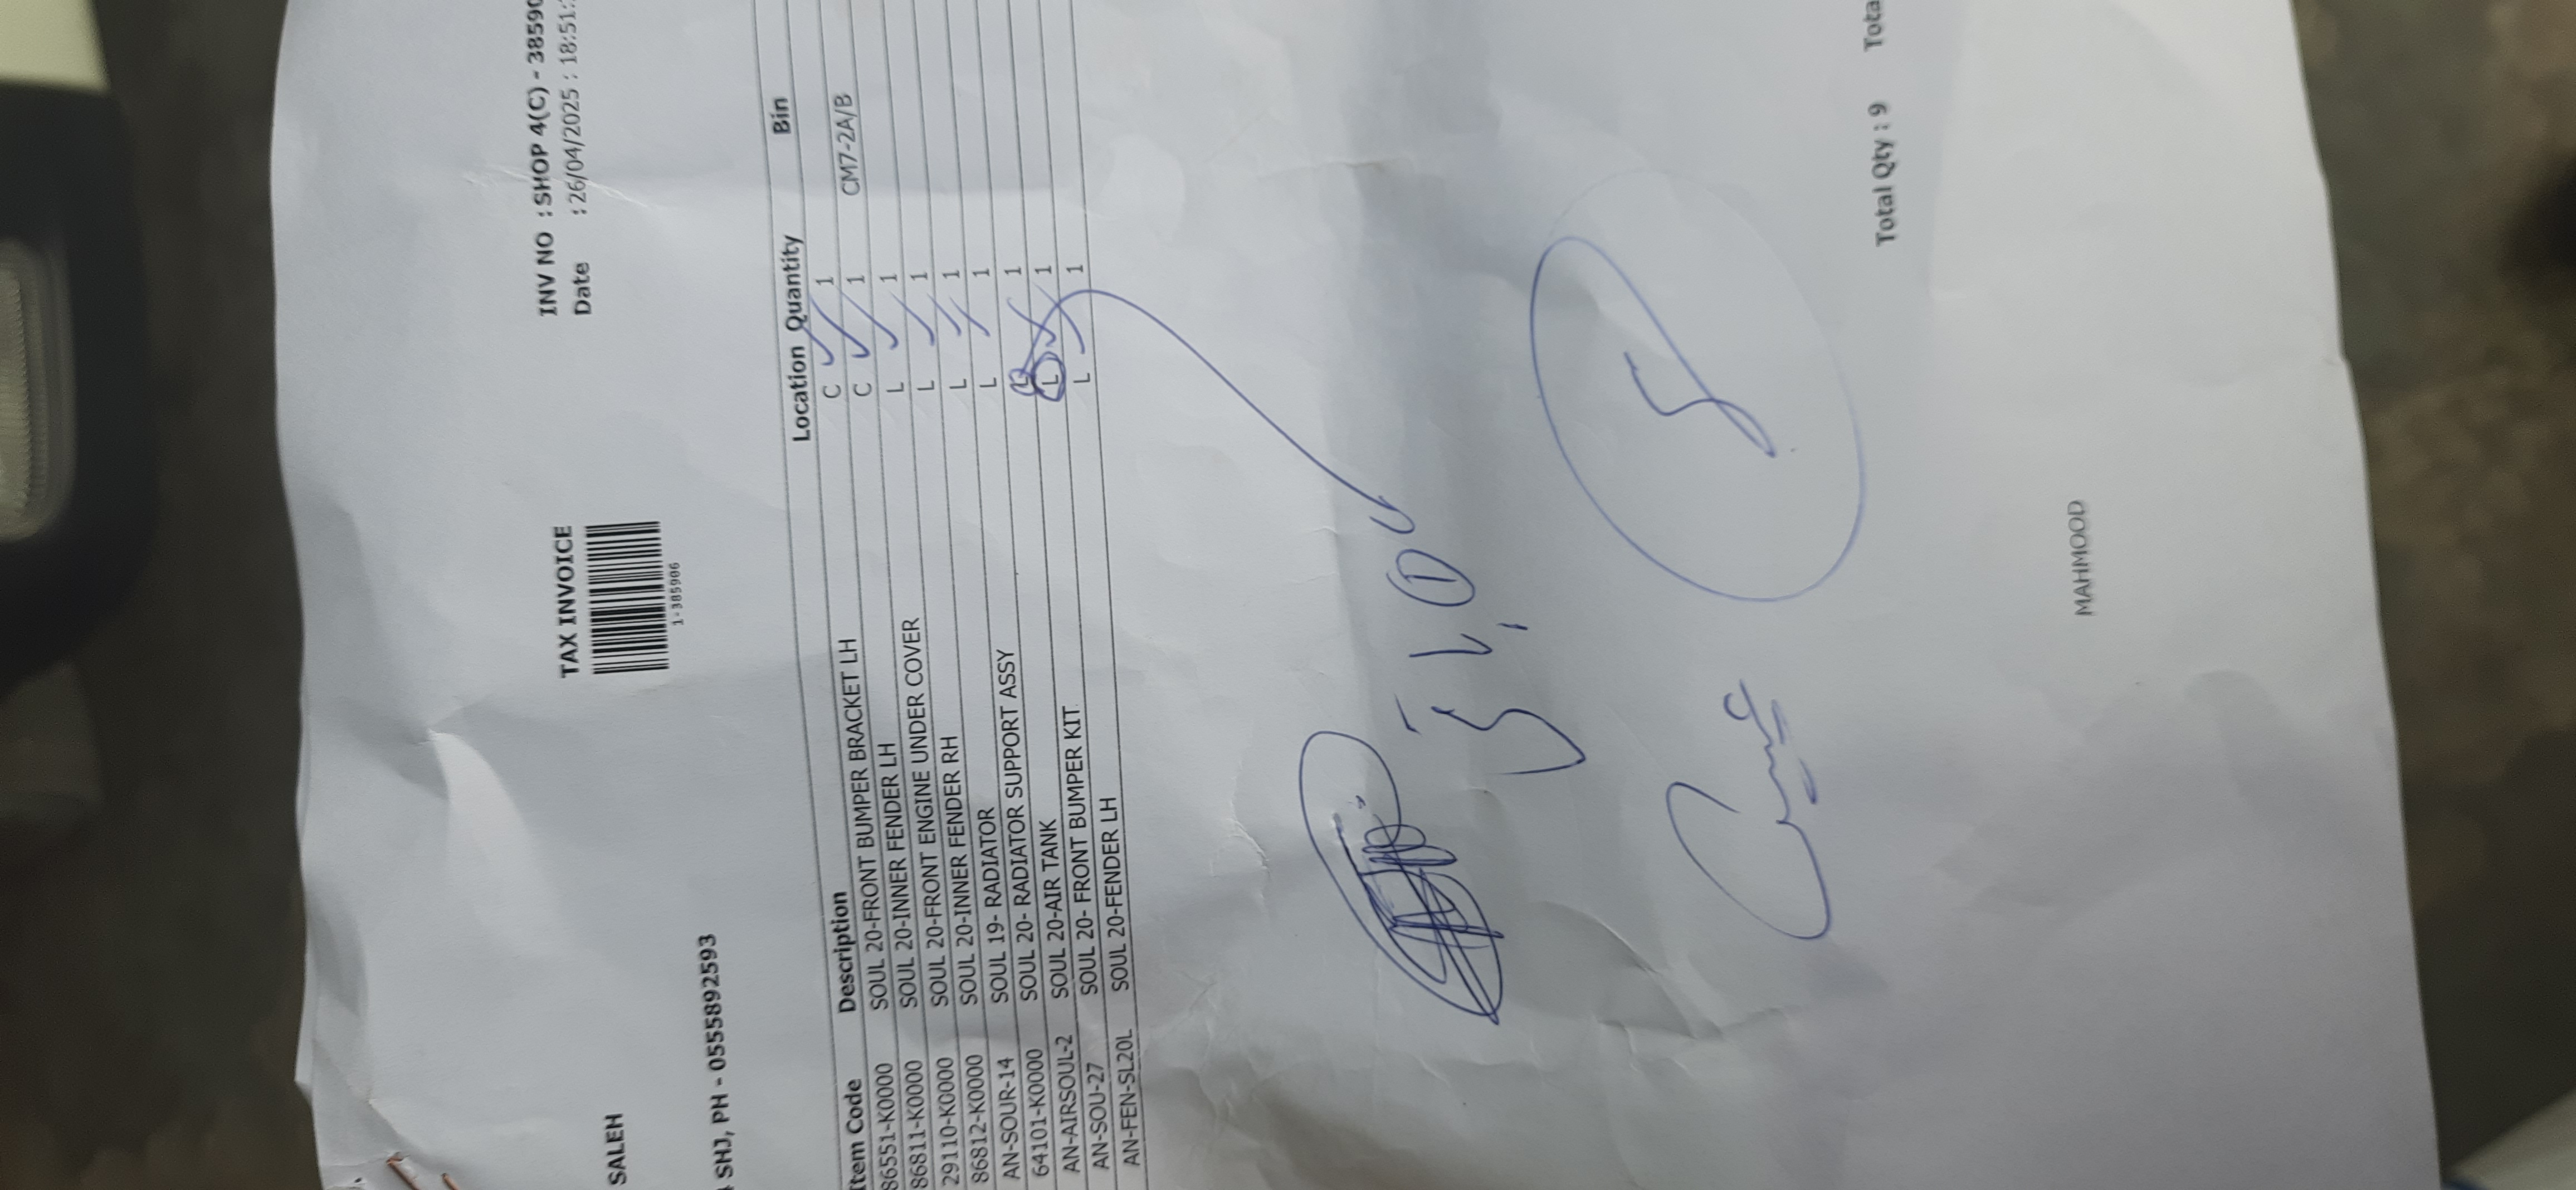 TAX INVOICE
1-385906
INV NO : SHOP 4(C) - 38590
Date : 26/04/2025 : 18:51:
SALEH
SHJ, PH - 0555892593
Item Code Description Location Quantity Bin
86551-K0000 SOUL 20-FRONT BUMPER BRACKET LH C 1
86811-K0000 SOUL 20-INNER FENDER LH C 1 CM7-2A/B
29110-K0000 SOUL 20-FRONT ENGINE UNDER COVER L 1
86812-K0000 SOUL 20-INNER FENDER RH L 1
AN-SOUR-14 SOUL 19- RADIATOR L 1
64101-K0000 SOUL 20- RADIATOR SUPPORT ASSY L 1
AN-AIRSOUL-2 SOUL 20-AIR TANK L 1
AN-SOU-27 SOUL 20- FRONT BUMPER KIT L 1
AN-FEN-SL20L SOUL 20-FENDER LH L 1
Total Qty : 9 Tota
MAHMOOD